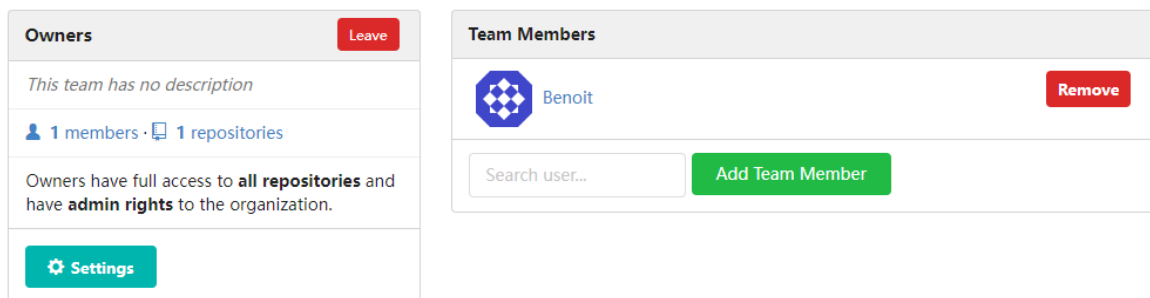 Owners
Leave
This team has no description
1 members · 1 repositories
Owners have full access to all repositories and
have admin rights to the organization.
Settings
Team Members
Benoit
Remove
Search user...
Add Team Member